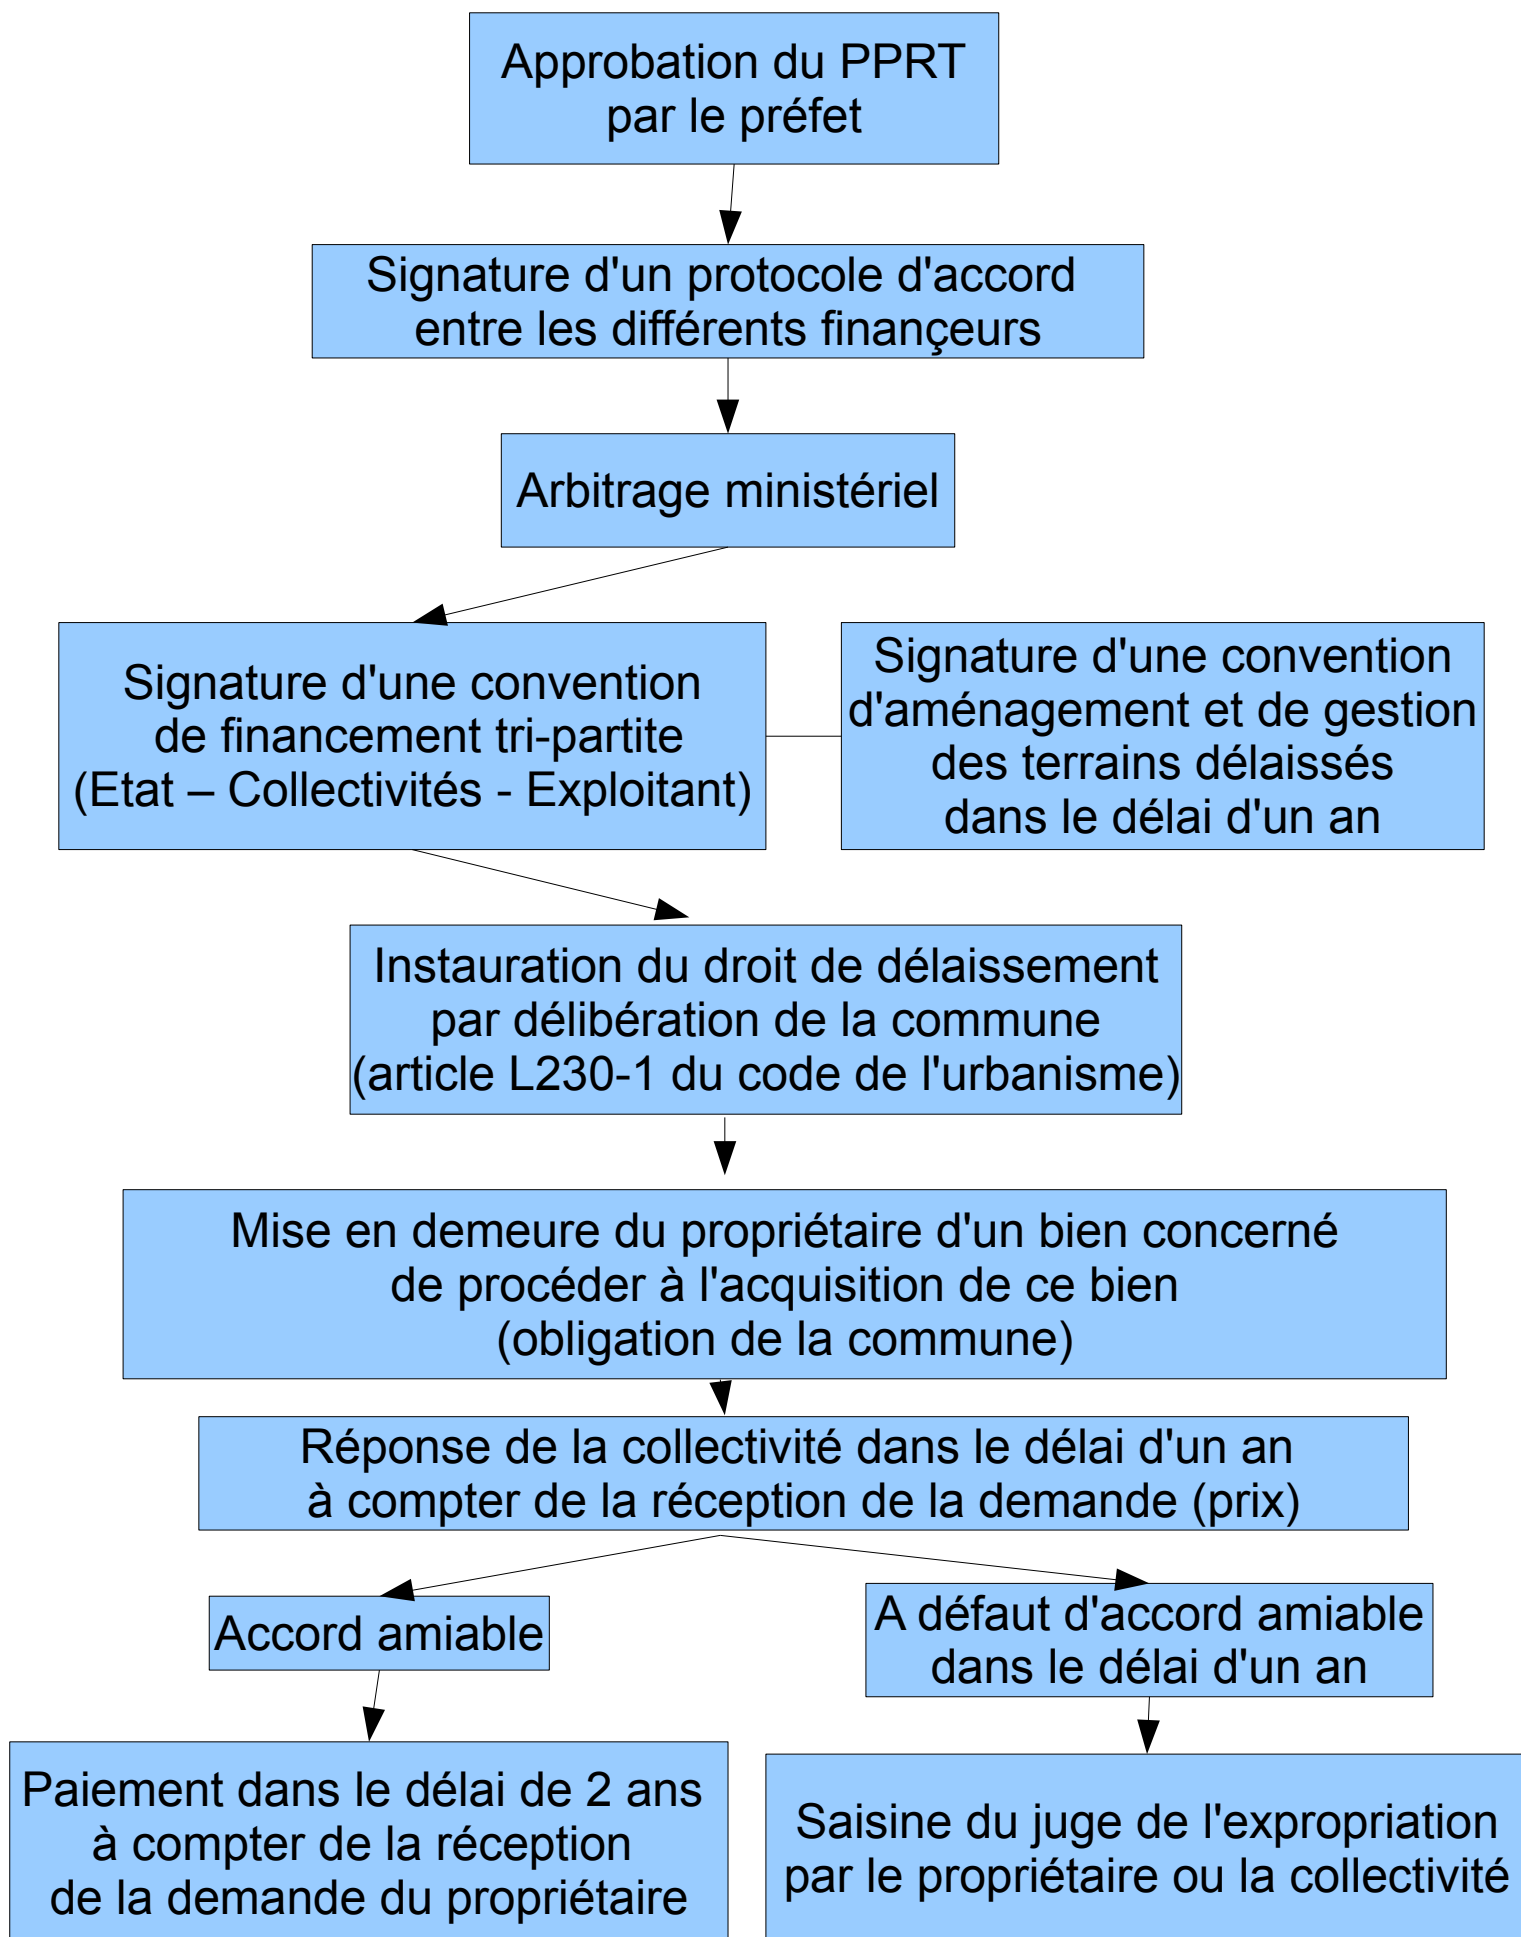 Approbation du PPRT
par le préfet
Signature d'un protocole d'accord
entre les différents finançeurs
Arbitrage ministériel
Signature d'une convention
de financement tri-partite
(Etat – Collectivités - Exploitant)
Signature d'une convention
d'aménagement et de gestion
des terrains délaissés
dans le délai d'un an
Instauration du droit de délaissement
par délibération de la commune
(article L230-1 du code de l'urbanisme)
Mise en demeure du propriétaire d'un bien concerné
de procéder à l'acquisition de ce bien
(obligation de la commune)
Réponse de la collectivité dans le délai d'un an
à compter de la réception de la demande (prix)
Accord amiable
A défaut d'accord amiable
dans le délai d'un an
Paiement dans le délai de 2 ans
à compter de la réception
de la demande du propriétaire
Saisine du juge de l'expropriation
par le propriétaire ou la collectivité